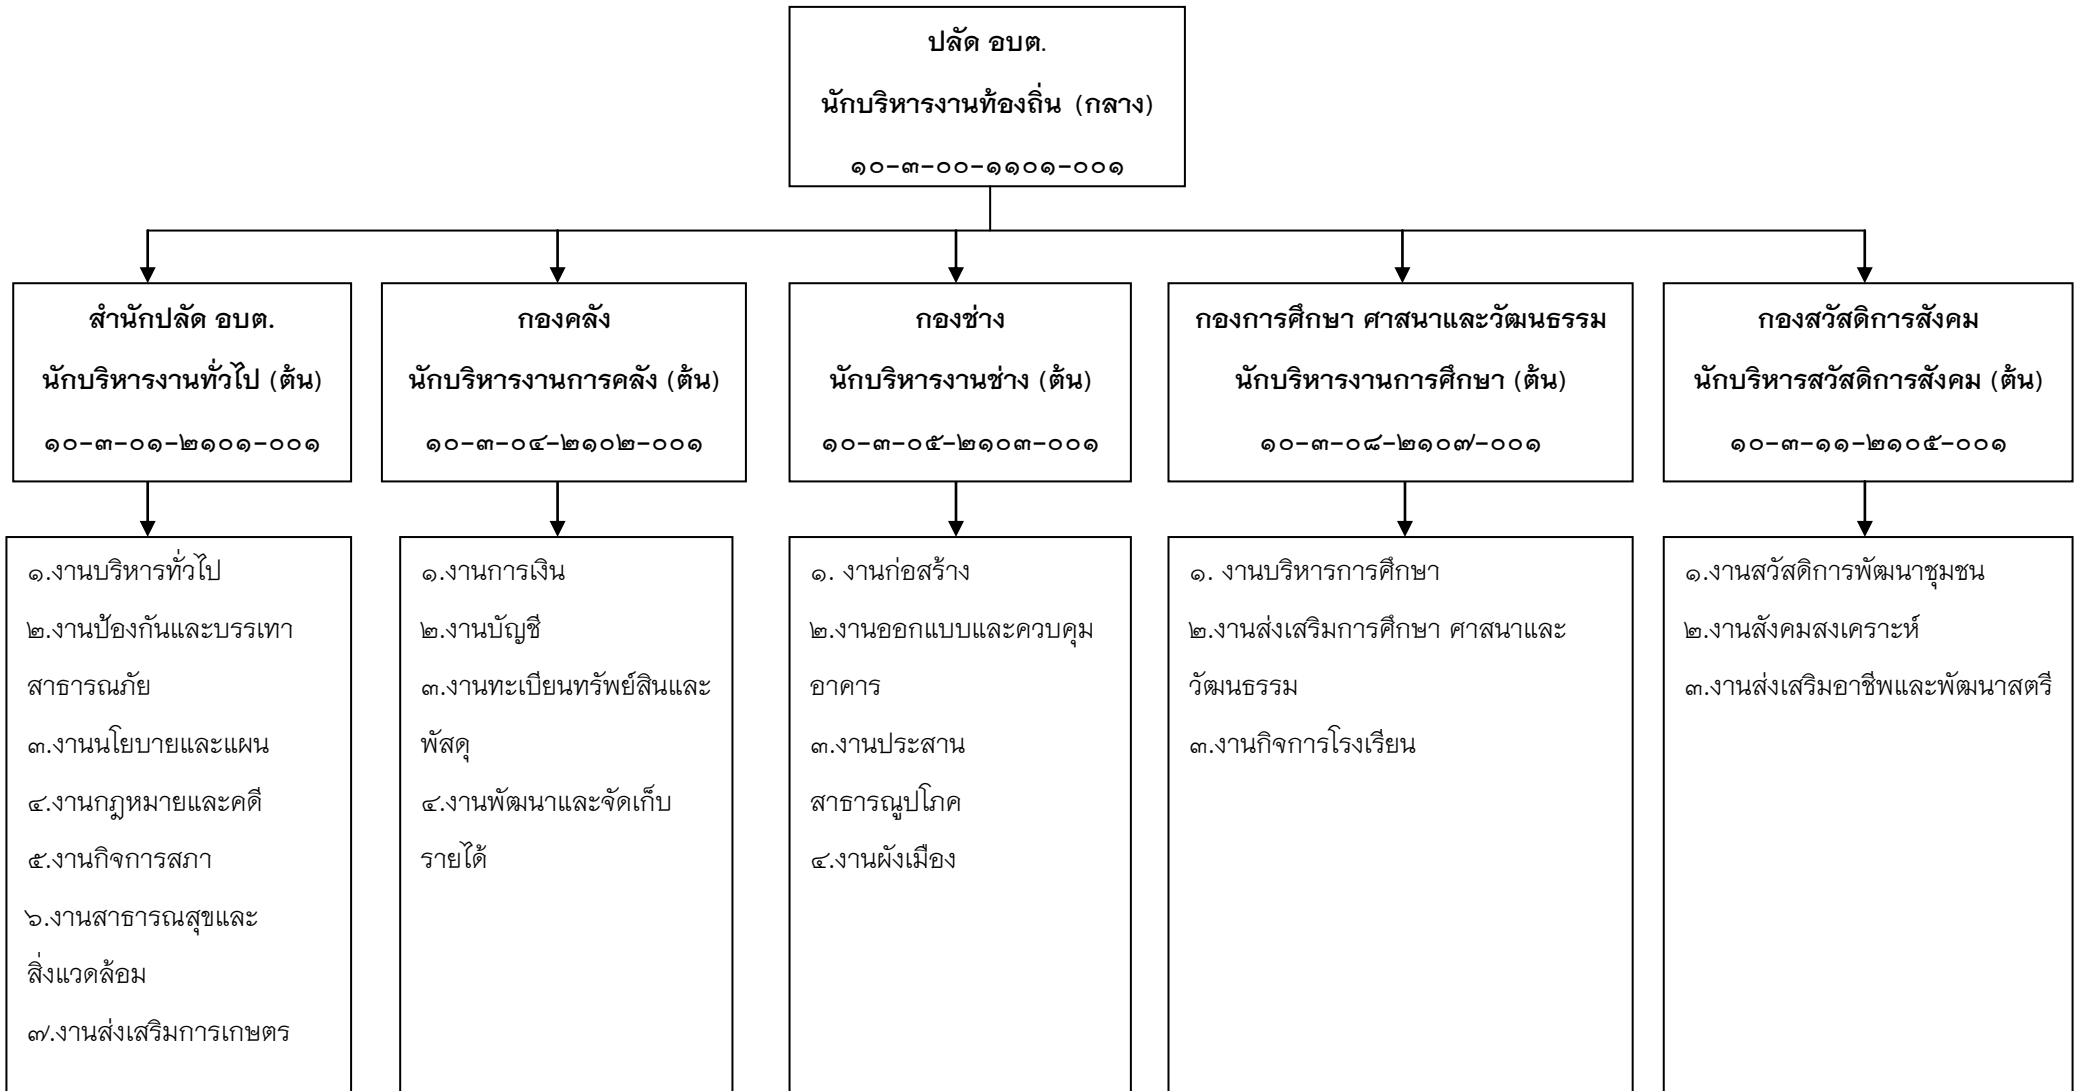 ปลัด อบต.
นักบริหารงานท้องถิ่น (กลาง)
๑๐-๓-๐๐-๑๑๐๑-๐๐๑
สำนักปลัด อบต.
นักบริหารงานทั่วไป (ต้น)
๑๐-๓-๐๑-๒๑๐๑-๐๐๑
กองคลัง
นักบริหารงานการคลัง (ต้น)
๑๐-๓-๐๔-๒๑๐๒-๐๐๑
กองช่าง
นักบริหารงานช่าง (ต้น)
๑๐-๓-๐๕-๒๑๐๓-๐๐๑
กองการศึกษา ศาสนาและวัฒนธรรม
นักบริหารงานการศึกษา (ต้น)
๑๐-๓-๐๘-๒๑๐๗-๐๐๑
กองสวัสดิการสังคม
นักบริหารสวัสดิการสังคม (ต้น)
๑๐-๓-๑๑-๒๑๐๕-๐๐๑
๑.งานบริหารทั่วไป
๒.งานป้องกันและบรรเทา
สาธารณภัย
๓.งานนโยบายและแผน
๔.งานกฎหมายและคดี
๕.งานกิจการสภา
๖.งานสาธารณสุขและ
สิ่งแวดล้อม
๗.งานส่งเสริมการเกษตร
๑.งานการเงิน
๒.งานบัญชี
๓.งานทะเบียนทรัพย์สินและ
พัสดุ
๔.งานพัฒนาและจัดเก็บ
รายได้
๑. งานก่อสร้าง
๒.งานออกแบบและควบคุม
อาคาร
๓.งานประสาน
สาธารณูปโภค
๔.งานผังเมือง
๑. งานบริหารการศึกษา
๒.งานส่งเสริมการศึกษา ศาสนาและ
วัฒนธรรม
๓.งานกิจการโรงเรียน
๑.งานสวัสดิการพัฒนาชุมชน
๒.งานสังคมสงเคราะห์
๓.งานส่งเสริมอาชีพและพัฒนาสตรี